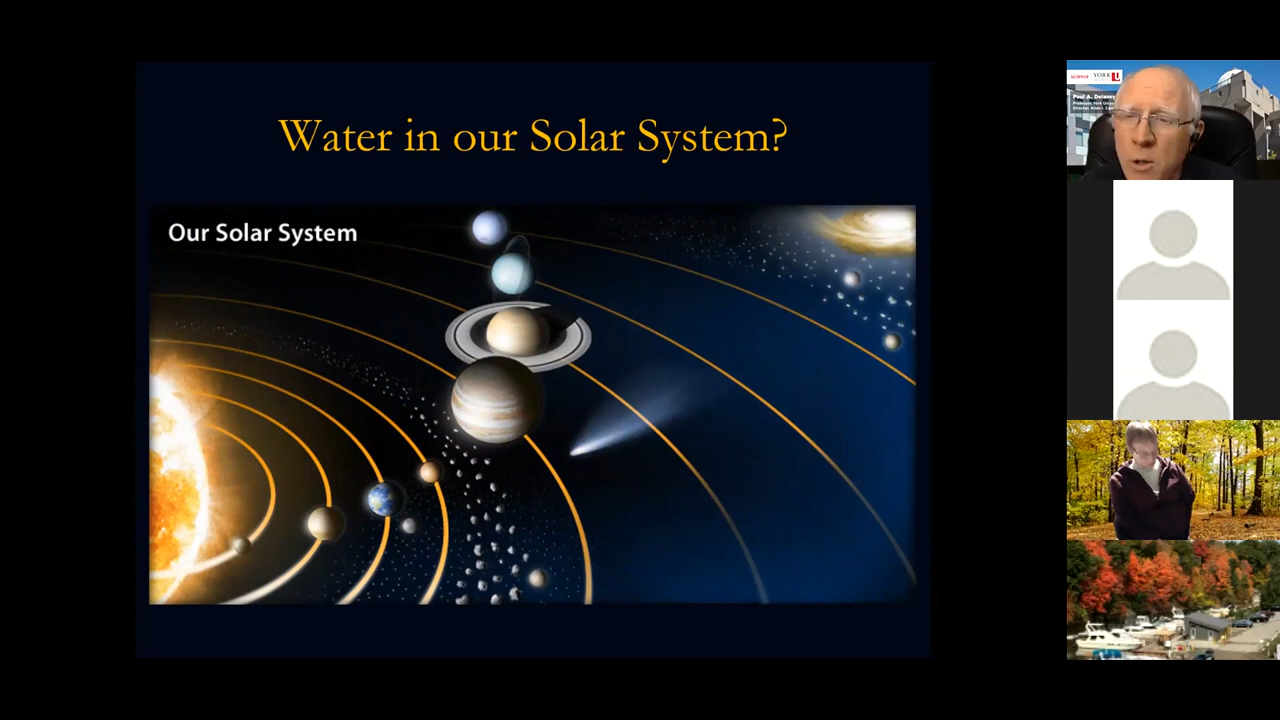 Water in our Solar System?
Our Solar System
science
YORK U
Paul A. Delaney